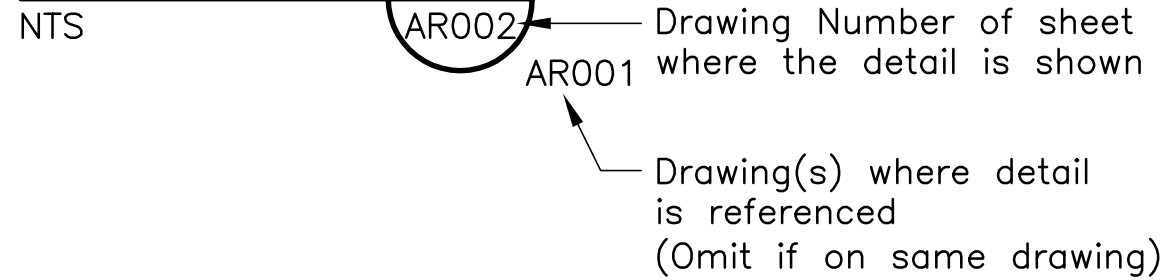 NTS
AR002
Drawing Number of sheet
where the detail is shown
AR001
Drawing(s) where detail
is referenced
(Omit if on same drawing)